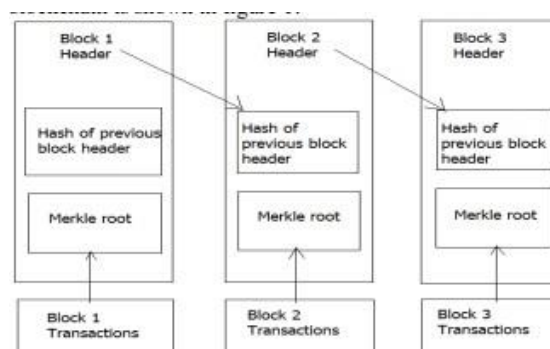 Block 1
Header
Hash of previous
block header
Merkle root
Block 1
Transactions
Block 2
Header
Hash of
previous block
header
Merkle root
Block 2
Transactions
Block 3
Header
Hash of
previous block
header
Merkle root
Block 3
Transactions